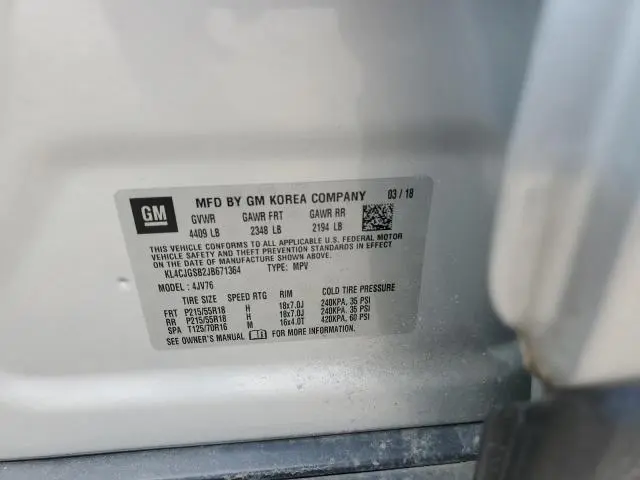 GM
MFD BY GM KOREA COMPANY 03 / 18
GVWR GAWR FRT GAWR RR
4409 LB 2348 LB 2194 LB
THIS VEHICLE CONFORMS TO ALL APPLICABLE U.S. FEDERAL MOTOR
VEHICLE SAFETY AND THEFT PREVENTION STANDARDS IN
EFFECT ON THE DATE OF MANUFACTURE SHOWN ABOVE.
KL4CJGSB2JB671364 TYPE: MPV
MODEL : 4JV76
TIRE SIZE SPEED RTG RIM COLD TIRE PRESSURE
FRT P215/55R18 H 18x7.0J 240KPA, 35 PSI
RR P215/55R18 H 18x7.0J 240KPA, 35 PSI
SPA T125/70R16 M 16x4.0T 420KPA, 60 PSI
SEE OWNER'S MANUAL FOR MORE INFORMATION